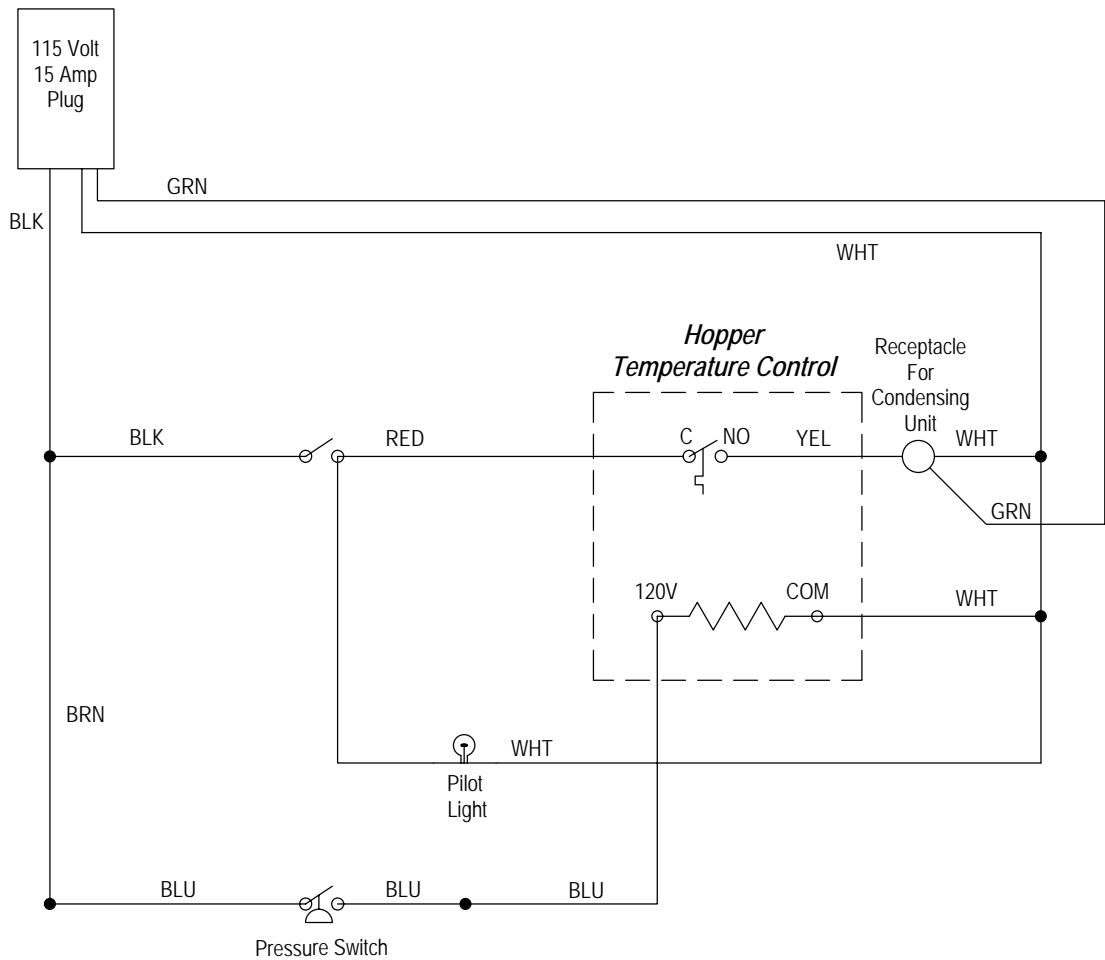 115 Volt
15 Amp
Plug
GRN
BLK
WHT
Hopper
Temperature Control
Receptacle
For
Condensing
Unit
BLK
RED
C
NO
YEL
WHT
GRN
120V
COM
WHT
BRN
WHT
Pilot
Light
BLU
BLU
BLU
Pressure Switch